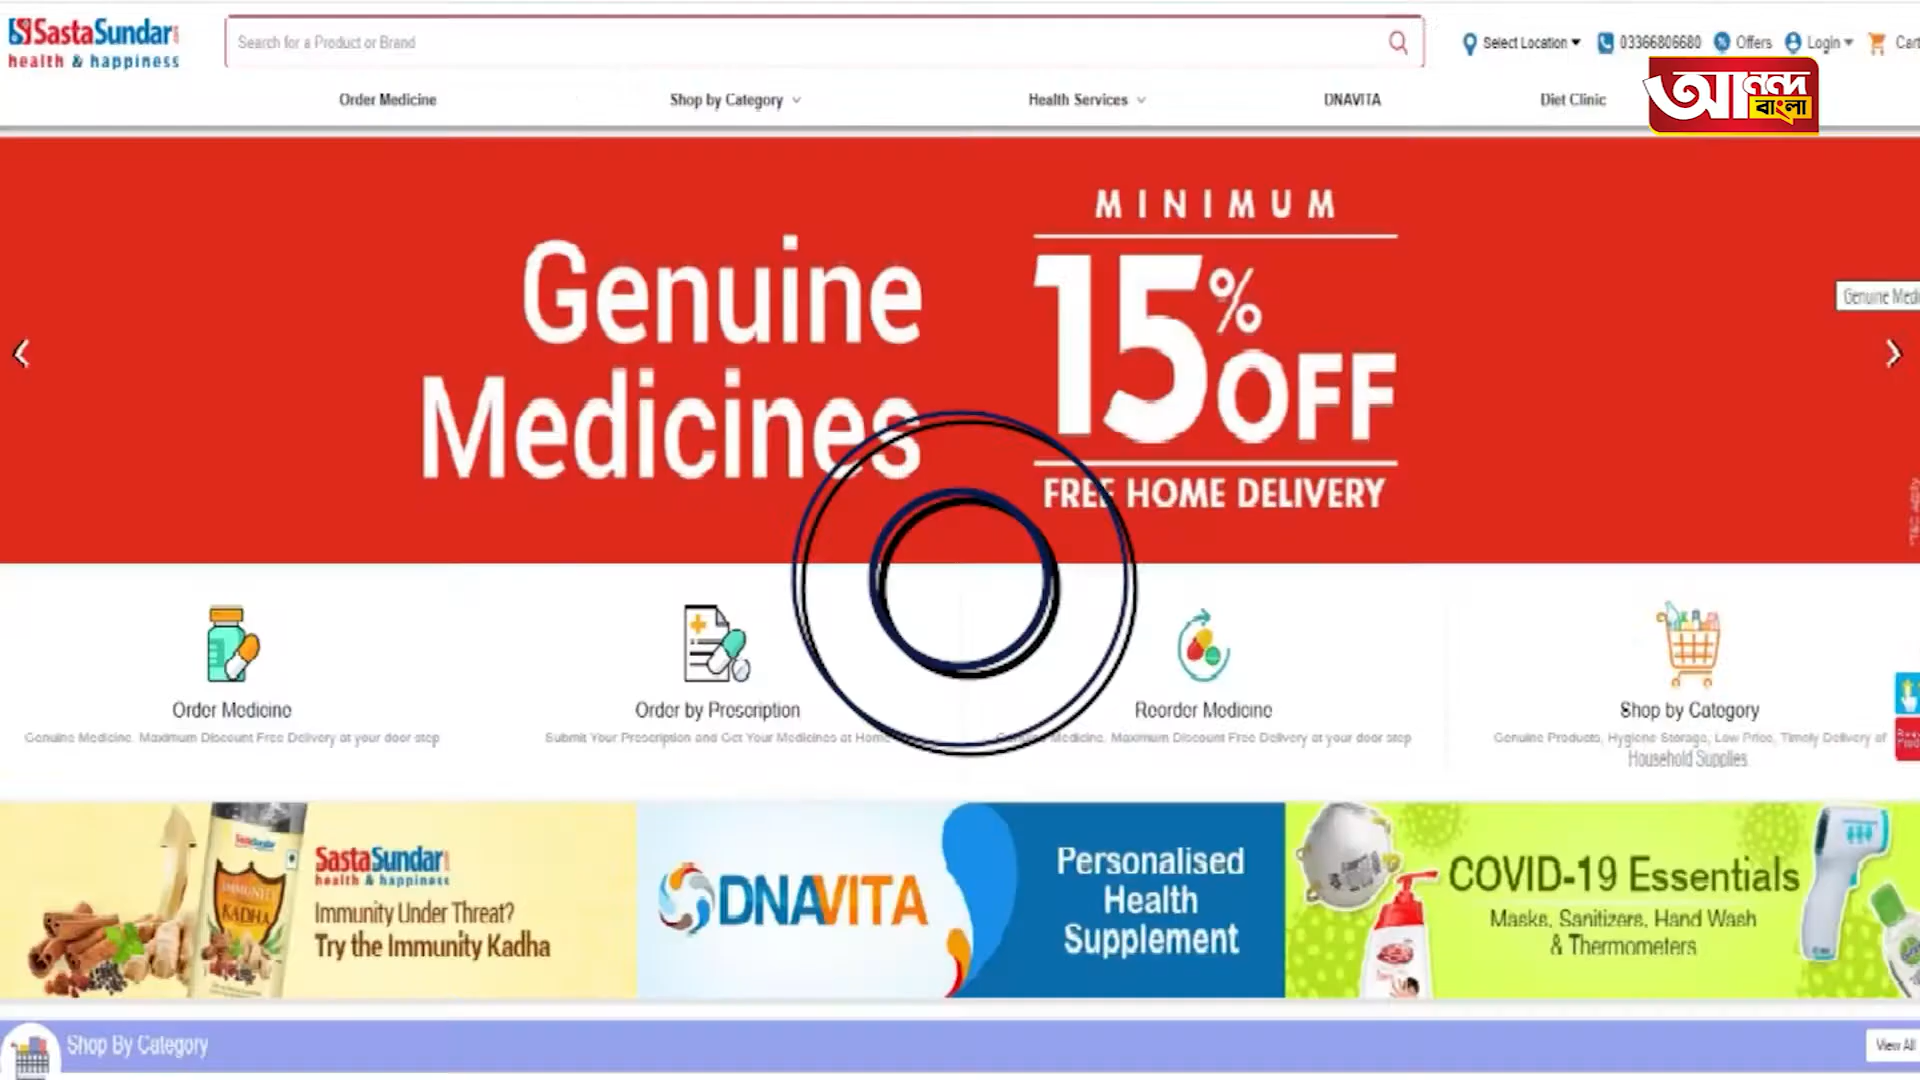 SastaSundar
health & happiness
Search for a Product or Brand
Select Location
03366806680
Offers
Login
Order Medicine
Shop by Category
Health Services
DNAVITA
Diet Clinic
আনন্দ
বাংলা
Genuine
Medicines
MINIMUM
15% OFF
FREE HOME DELIVERY
Order Medicine
Genuine Medicine, Maximum Discount Free Delivery at your door step
Order by Prescription
Submit Your Prescription and Get Your Medicines at Home
Reorder Medicine
Medicine, Maximum Discount Free Delivery at your door step
Shop by Category
Genuine Products, Hygiene Storage, Low Price, Timely Delivery of
Household Supplies
IMMUNITY
KADHA
SastaSundar
health & happiness
Immunity Under Threat?
Try the Immunity Kadha
DNAVITA
Personalised
Health
Supplement
COVID-19 Essentials
Masks, Sanitizers, Hand Wash
& Thermometers
Shop By Category
View All